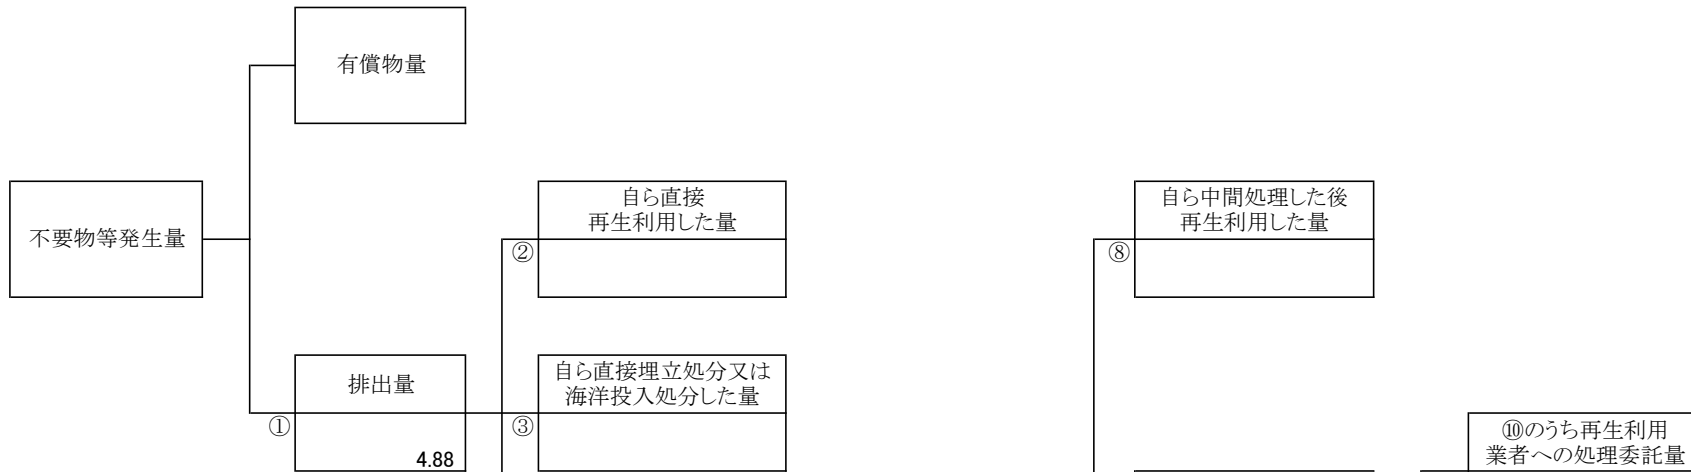 有償物量
不要物等発生量
自ら直接
再生利用した量
②
自ら中間処理した後
再生利用した量
⑧
排出量
①
4.88
自ら直接埋立処分又は
海洋投入処分した量
③
⑩のうち再生利用
業者への処理委託量